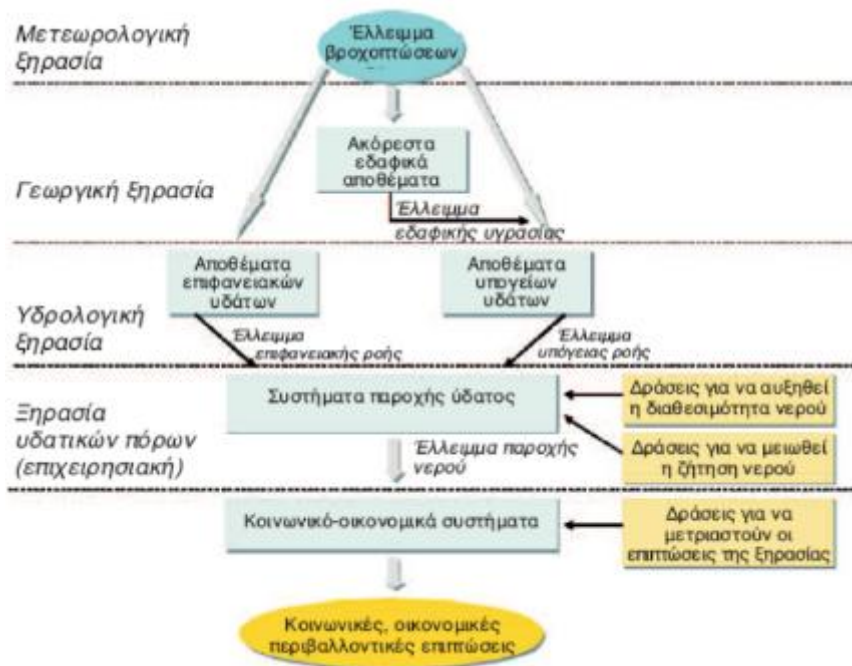 Μετεωρολογική
ξηρασία
Έλλειμμα
βροχοπτώσεων
Ακόρεστα
εδαφικά
αποθέματα
Γεωργική ξηρασία
Έλλειμμα
εδαφικής υγρασίας
Αποθέματα
επιφανειακών
υδάτων
Αποθέματα
υπογείων
υδάτων
Υδρολογική
ξηρασία
Έλλειμμα
επιφανειακής ροής
Έλλειμμα
υπόγειας ροής
Ξηρασία
υδατικών πόρων
(επιχειρησιακή)
Συστήματα παροχής ύδατος
Δράσεις για να αυξηθεί
η διαθεσιμότητα νερού
Έλλειμμα παροχής
νερού
Δράσεις για να μειωθεί
η ζήτηση νερού
Κοινωνικό-οικονομικά συστήματα
Δράσεις για να
μετριαστούν οι
επιπτώσεις της ξηρασίας
Κοινωνικές, οικονομικές
περιβαλλοντικές επιπτώσεις